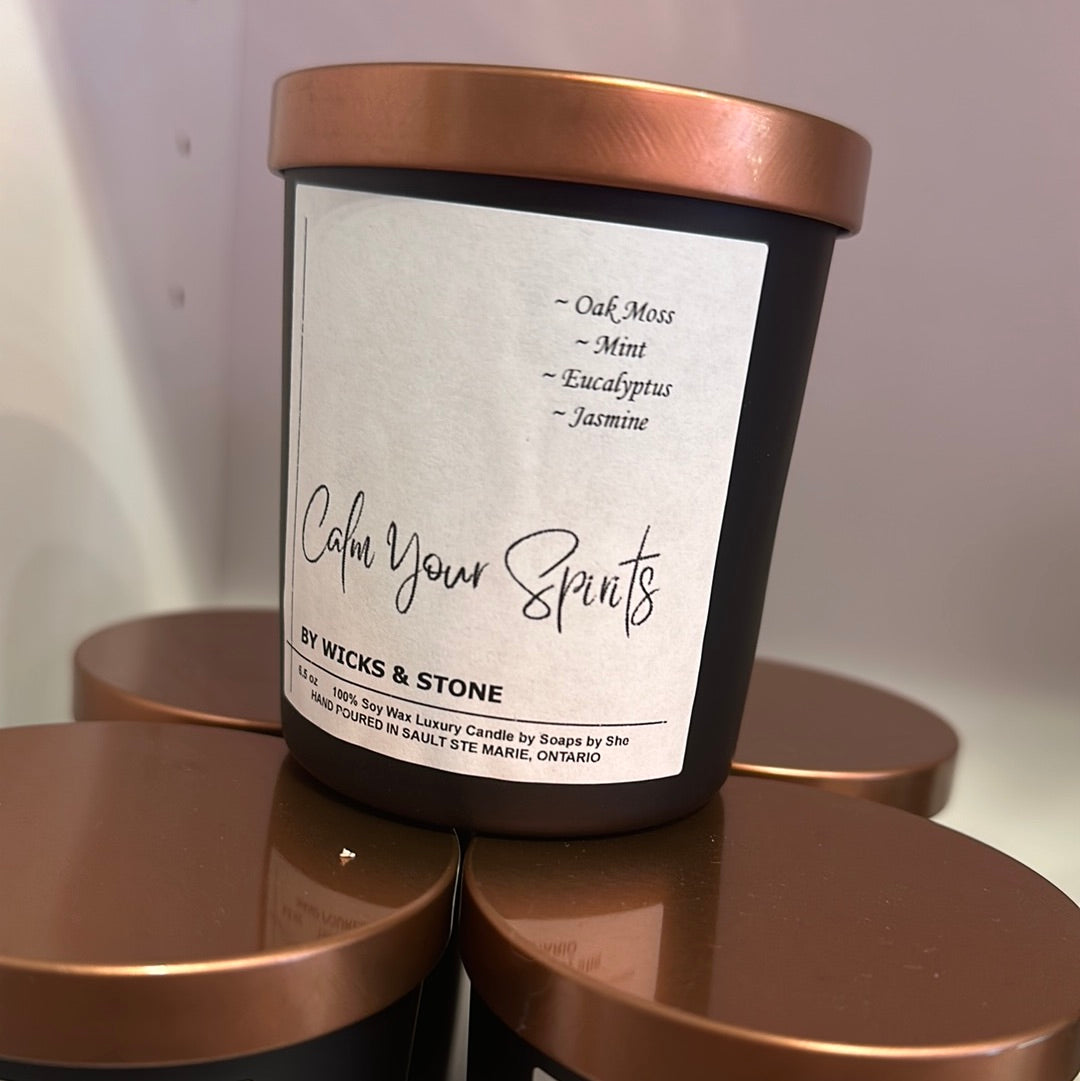 ~ Oak Moss
~ Mint
~ Eucalyptus
~ Jasmine
Calm Your Spirits
BY WICKS & STONE
6.5 oz 100% Soy Wax Luxury Candle by Soaps by She
HAND POURED IN SAULT STE MARIE, ONTARIO